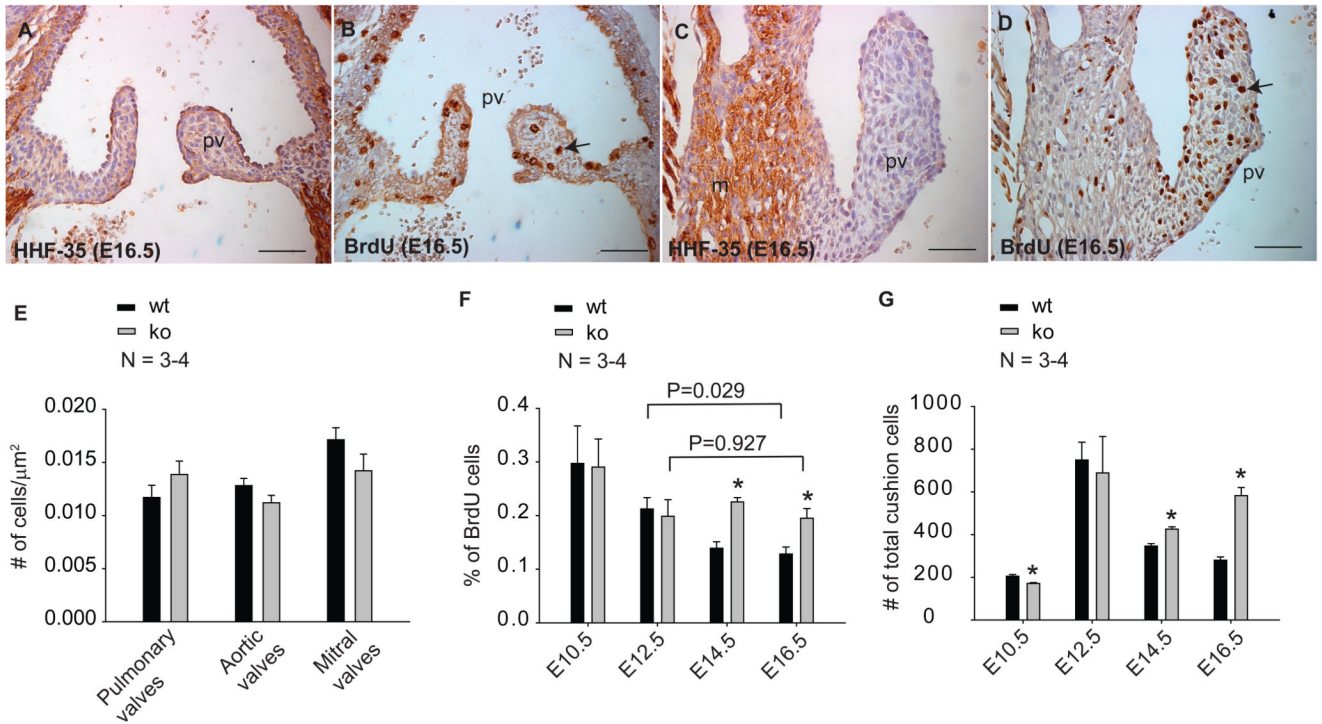 A
pv
HHF-35 (E16.5)
B
pv
BrdU (E16.5)
C
m
pv
HHF-35 (E16.5)
D
pv
BrdU (E16.5)
E
wt
ko
N = 3-4
# of cells/µm²
0.020
0.015
0.010
0.005
0.000
Pulmonary
valves
Aortic
valves
Mitral
valves
F
wt
ko
N = 3-4
P=0.029
P=0.927
% of BrdU cells
0.4
0.3
0.2
0.1
0.0
*
*
E10.5
E12.5
E14.5
E16.5
G
wt
ko
N = 3-4
# of total cushion cells
1000
800
600
400
200
0
*
*
*
E10.5
E12.5
E14.5
E16.5